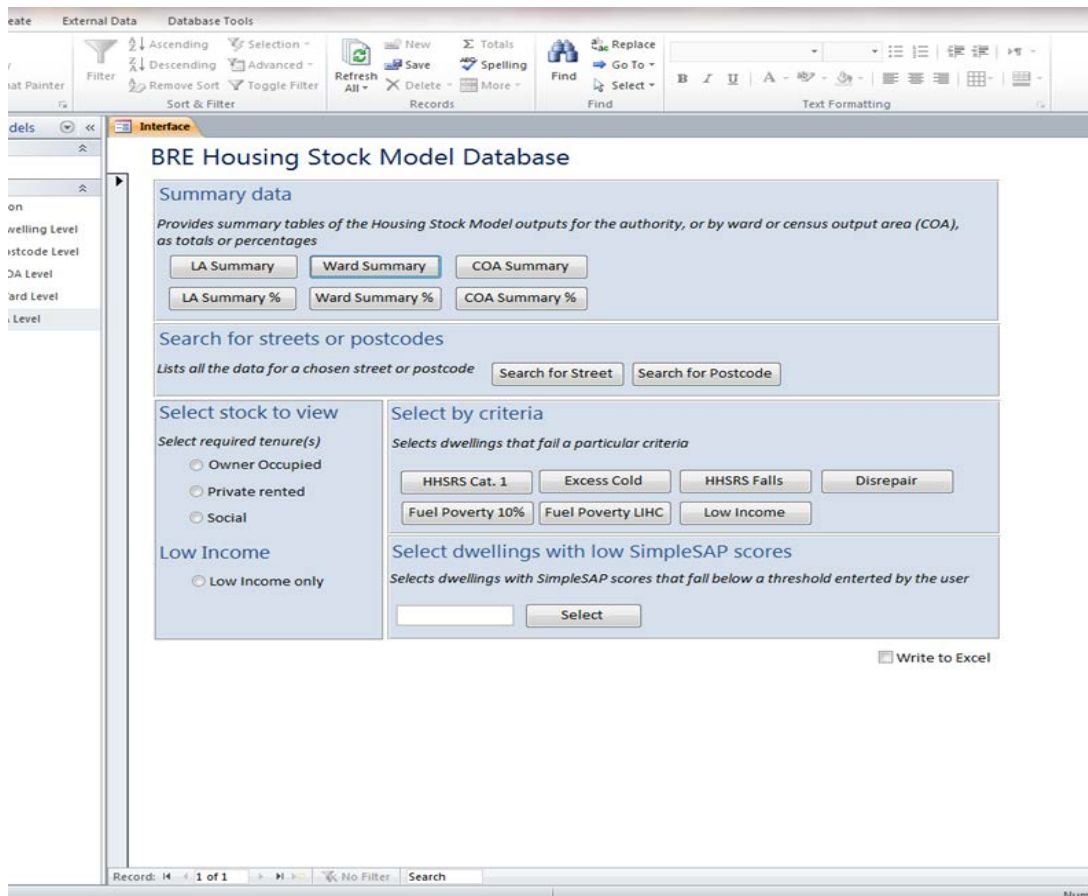 eate External Data Database Tools
Ascending Selection New Σ Totals Replace
Descending Advanced Save Spelling Go To
at Painter Filter Remove Sort Toggle Filter Refresh All Delete More Find Select B I U A
Sort & Filter Records Find Text Formatting
dels « Interface
BRE Housing Stock Model Database
on
welling Level
stcode Level
OA Level
ard Level
Level
Summary data
Provides summary tables of the Housing Stock Model outputs for the authority, or by ward or census output area (COA),
as totals or percentages
LA Summary Ward Summary COA Summary
LA Summary % Ward Summary % COA Summary %
Search for streets or postcodes
Lists all the data for a chosen street or postcode Search for Street Search for Postcode
Select stock to view
Select required tenure(s)
Owner Occupied
Private rented
Social
Low Income
Low Income only
Select by criteria
Selects dwellings that fail a particular criteria
HHSRS Cat. 1 Excess Cold HHSRS Falls Disrepair
Fuel Poverty 10% Fuel Poverty LIHC Low Income
Select dwellings with low SimpleSAP scores
Selects dwellings with SimpleSAP scores that fall below a threshold enterted by the user
Select
Write to Excel
Record: 1 of 1 No Filter Search
Num